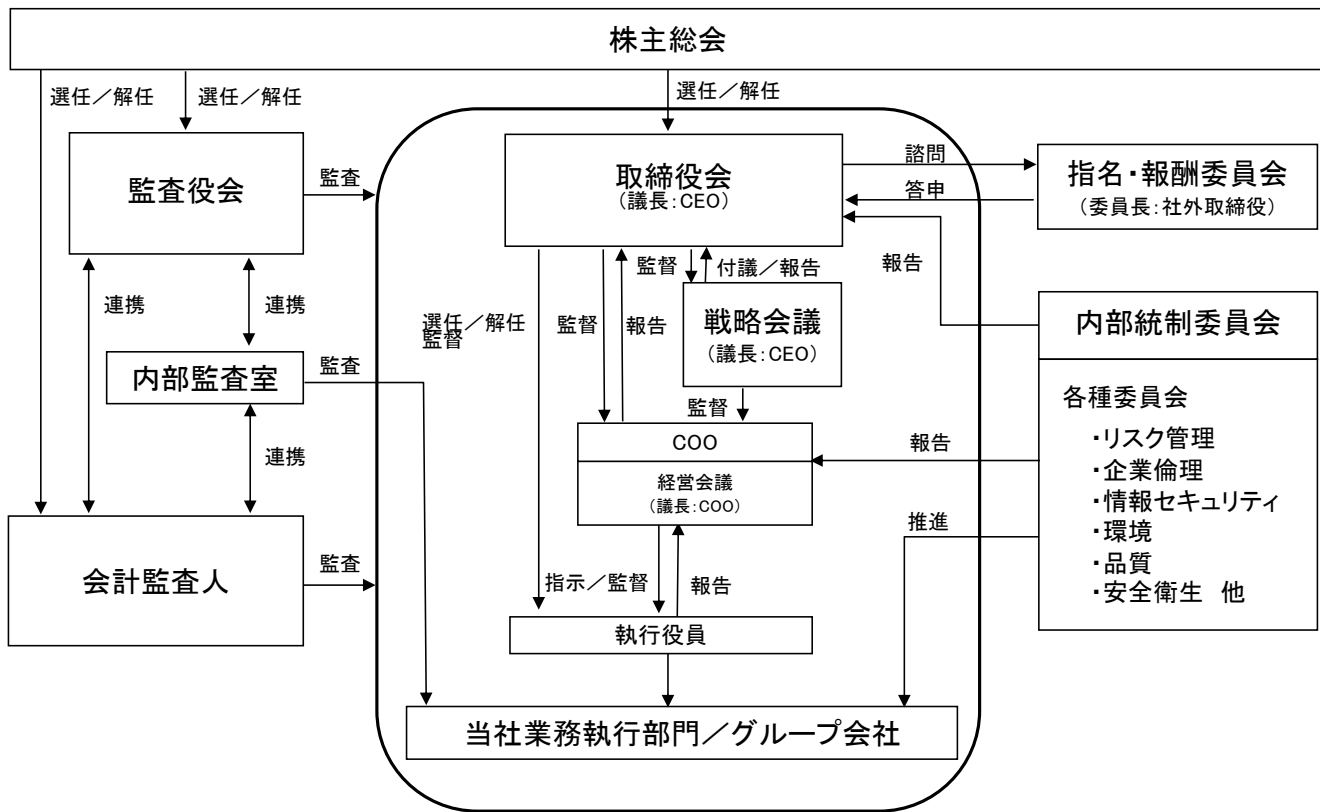 株主総会
選任／解任
選任／解任
選任／解任
監査役会
監査
取締役会
（議長：CEO）
諮問
答申
指名・報酬委員会
（委員長：社外取締役）
報告
連携
連携
監督
付議／報告
選任／解任
監督
監督
報告
戦略会議
（議長：CEO）
監督
内部統制委員会
内部監査室
監査
連携
COO
経営会議
（議長：COO）
報告
各種委員会
・リスク管理
・企業倫理
・情報セキュリティ
・環境
・品質
・安全衛生　他
推進
会計監査人
監査
指示／監督
報告
執行役員
当社業務執行部門／グループ会社